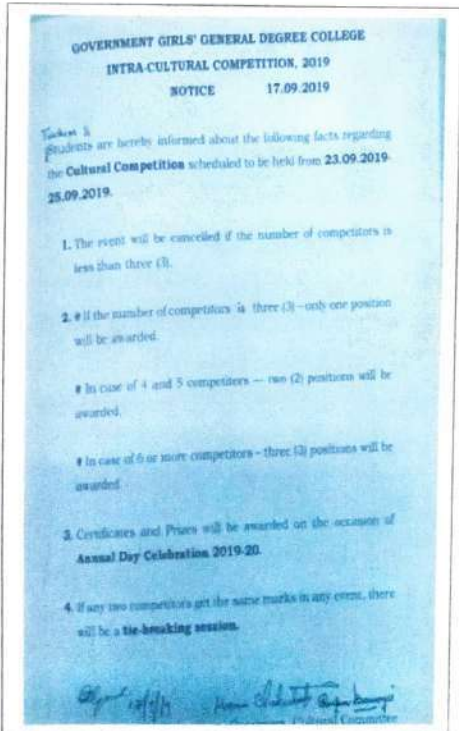 GOVERNMENT GIRLS' GENERAL DEGREE COLLEGE
INTRA-CULTURAL COMPETITION, 2019
NOTICE 17.09.2019
Teachers &
Students are hereby informed about the following facts regarding
the Cultural Competition scheduled to be held from 23.09.2019-
25.09.2019.
1. The event will be cancelled if the number of competitors is
less than three (3).
2. # If the number of competitors is three (3) – only one position
will be awarded.
# In case of 4 and 5 competitors — two (2) positions will be
awarded.
# In case of 6 or more competitors – three (3) positions will be
awarded
3. Certificates and Prizes will be awarded on the occasion of
Annual Day Celebration 2019-20.
4. If any two competitors get the same marks in any event, there
will be a tie-breaking session.
Cultural Committee